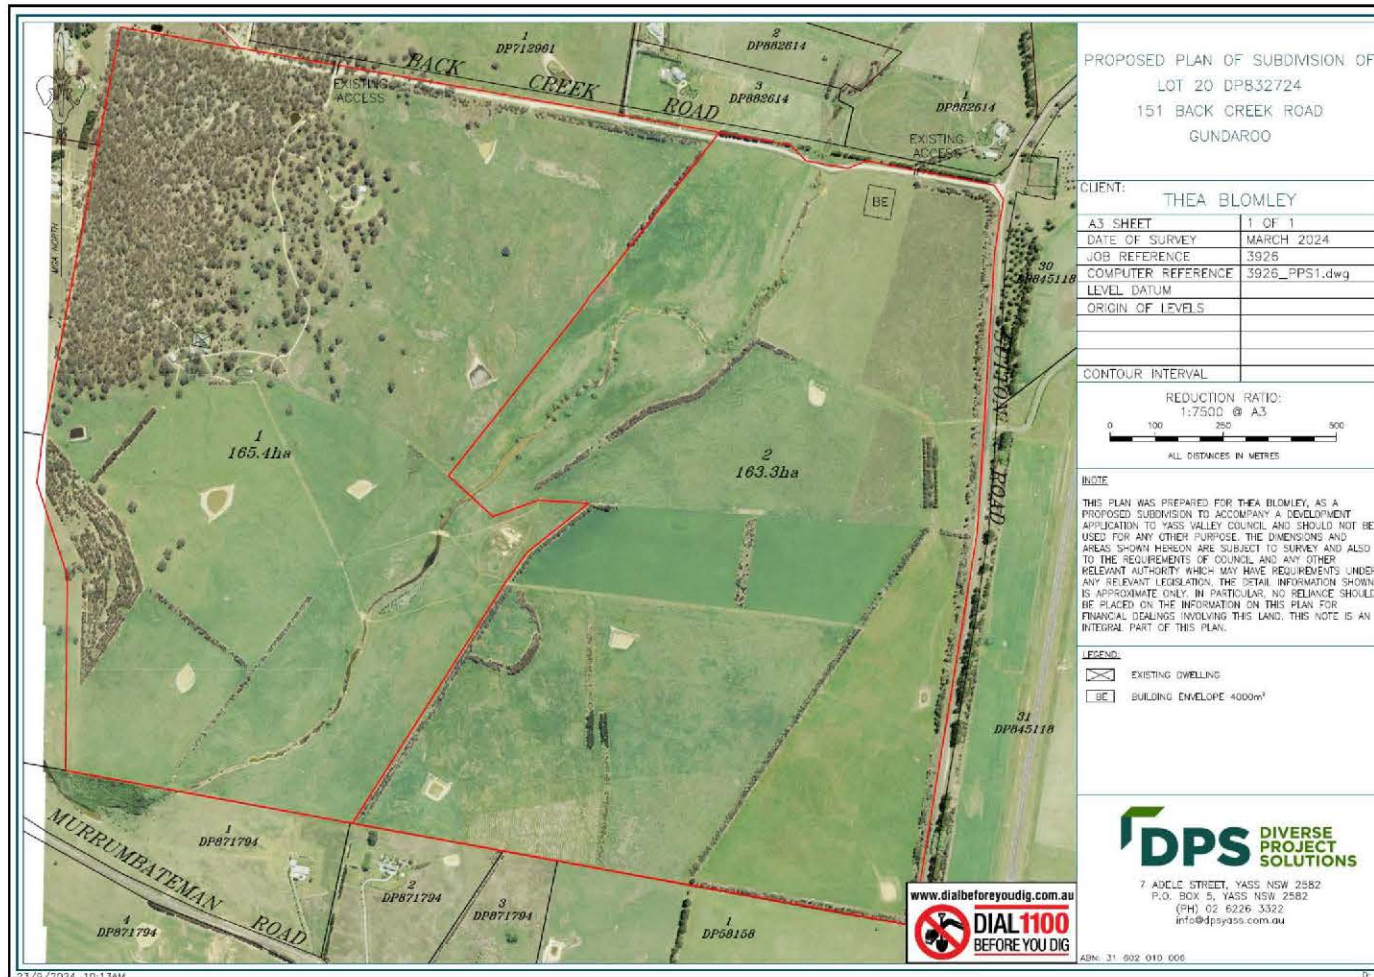 PROPOSED PLAN OF SUBDIVISION OF
LOT 20 DP832724
151 BACK CREEK ROAD
GUNDAROO
CLIENT:
THEA BLOMLEY
A3 SHEET 1 OF 1
DATE OF SURVEY MARCH 2024
JOB REFERENCE 3926
COMPUTER REFERENCE 3926_PPS1.dwg
LEVEL DATUM
ORIGIN OF LEVELS
CONTOUR INTERVAL
REDUCTION RATIO:
1:7500 @ A3
0 100 250 500
ALL DISTANCES IN METRES
NOTE
THIS PLAN WAS PREPARED FOR THEA BLOMLEY, AS A
PROPOSED SUBDIVISION TO ACCOMPANY A DEVELOPMENT
APPLICATION TO YASS VALLEY COUNCIL AND SHOULD NOT BE
USED FOR ANY OTHER PURPOSE. THE DIMENSIONS AND
AREAS SHOWN HEREON ARE SUBJECT TO SURVEY AND ALSO
TO THE REQUIREMENTS OF COUNCIL AND ANY OTHER
RELEVANT AUTHORITY WHICH MAY HAVE REQUIREMENTS UNDER
ANY RELEVANT LEGISLATION. THE DETAIL INFORMATION SHOWN
IS APPROXIMATE ONLY. IN PARTICULAR, NO RELIANCE SHOULD
BE PLACED ON THE INFORMATION ON THIS PLAN FOR
FINANCIAL DEALINGS INVOLVING THIS LAND. THIS NOTE IS AN
INTEGRAL PART OF THIS PLAN.
LEGEND:
EXISTING DWELLING
BE BUILDING ENVELOPE 4000m²
DPS DIVERSE
PROJECT
SOLUTIONS
7 ADELE STREET, YASS NSW 2582
P.O. BOX 5, YASS NSW 2582
(PH) 02 6226 3322
info@dpsyass.com.au
ABN: 31 602 010 006
BACK CREEK ROAD
EXISTING
ACCESS
1
DP712961
2
DP882614
3
DP882614
1
DP882614
EXISTING
ACCESS
BE
MGA NORTH
30
DP845118
1
165.4ha
2
163.3ha
ROAD
31
DP845118
MURRUMBATEMAN ROAD
1
DP871794
2
DP871794
3
DP871794
4
DP871794
1
DP58158
www.dialbeforeyoudig.com.au
DIAL1100
BEFORE YOU DIG